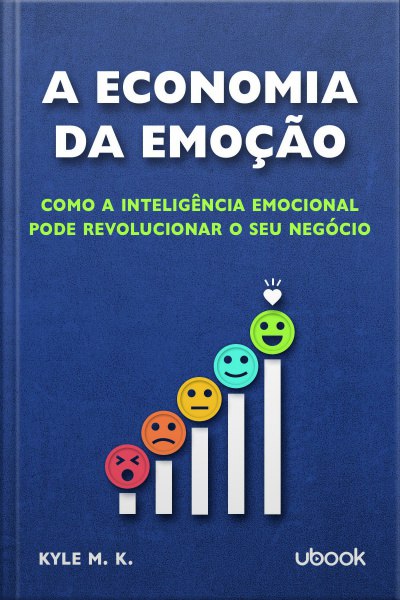 A ECONOMIA
DA EMOÇÃO
COMO A INTELIGÊNCIA EMOCIONAL
PODE REVOLUCIONAR O SEU NEGÓCIO
KYLE M. K.
ubook